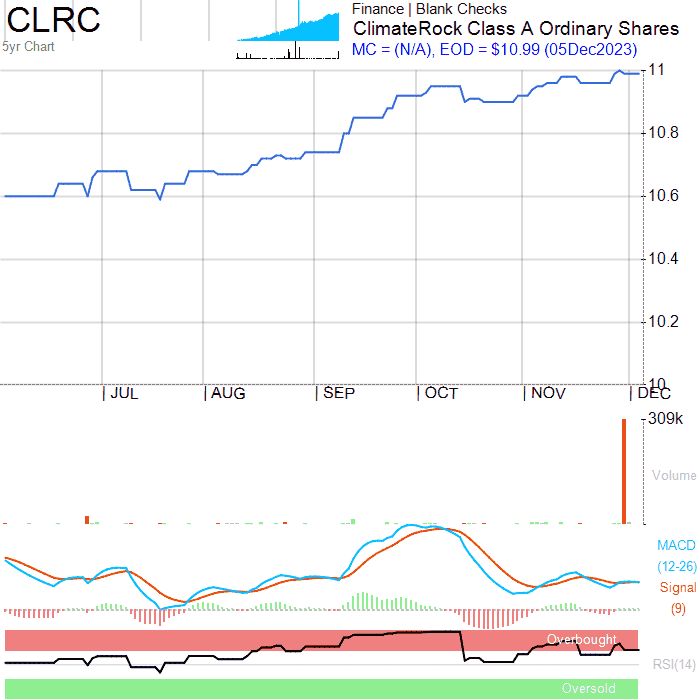 CLRC
5yr Chart
Finance | Blank Checks
ClimateRock Class A Ordinary Shares
MC = (N/A), EOD = $10.99 (05Dec2023)
11
10.8
10.6
10.4
10.2
10
| JUL | AUG | SEP | OCT | NOV | DEC
309k
Volume
MACD
(12-26)
Signal
(9)
Overbought
RSI(14)
Oversold